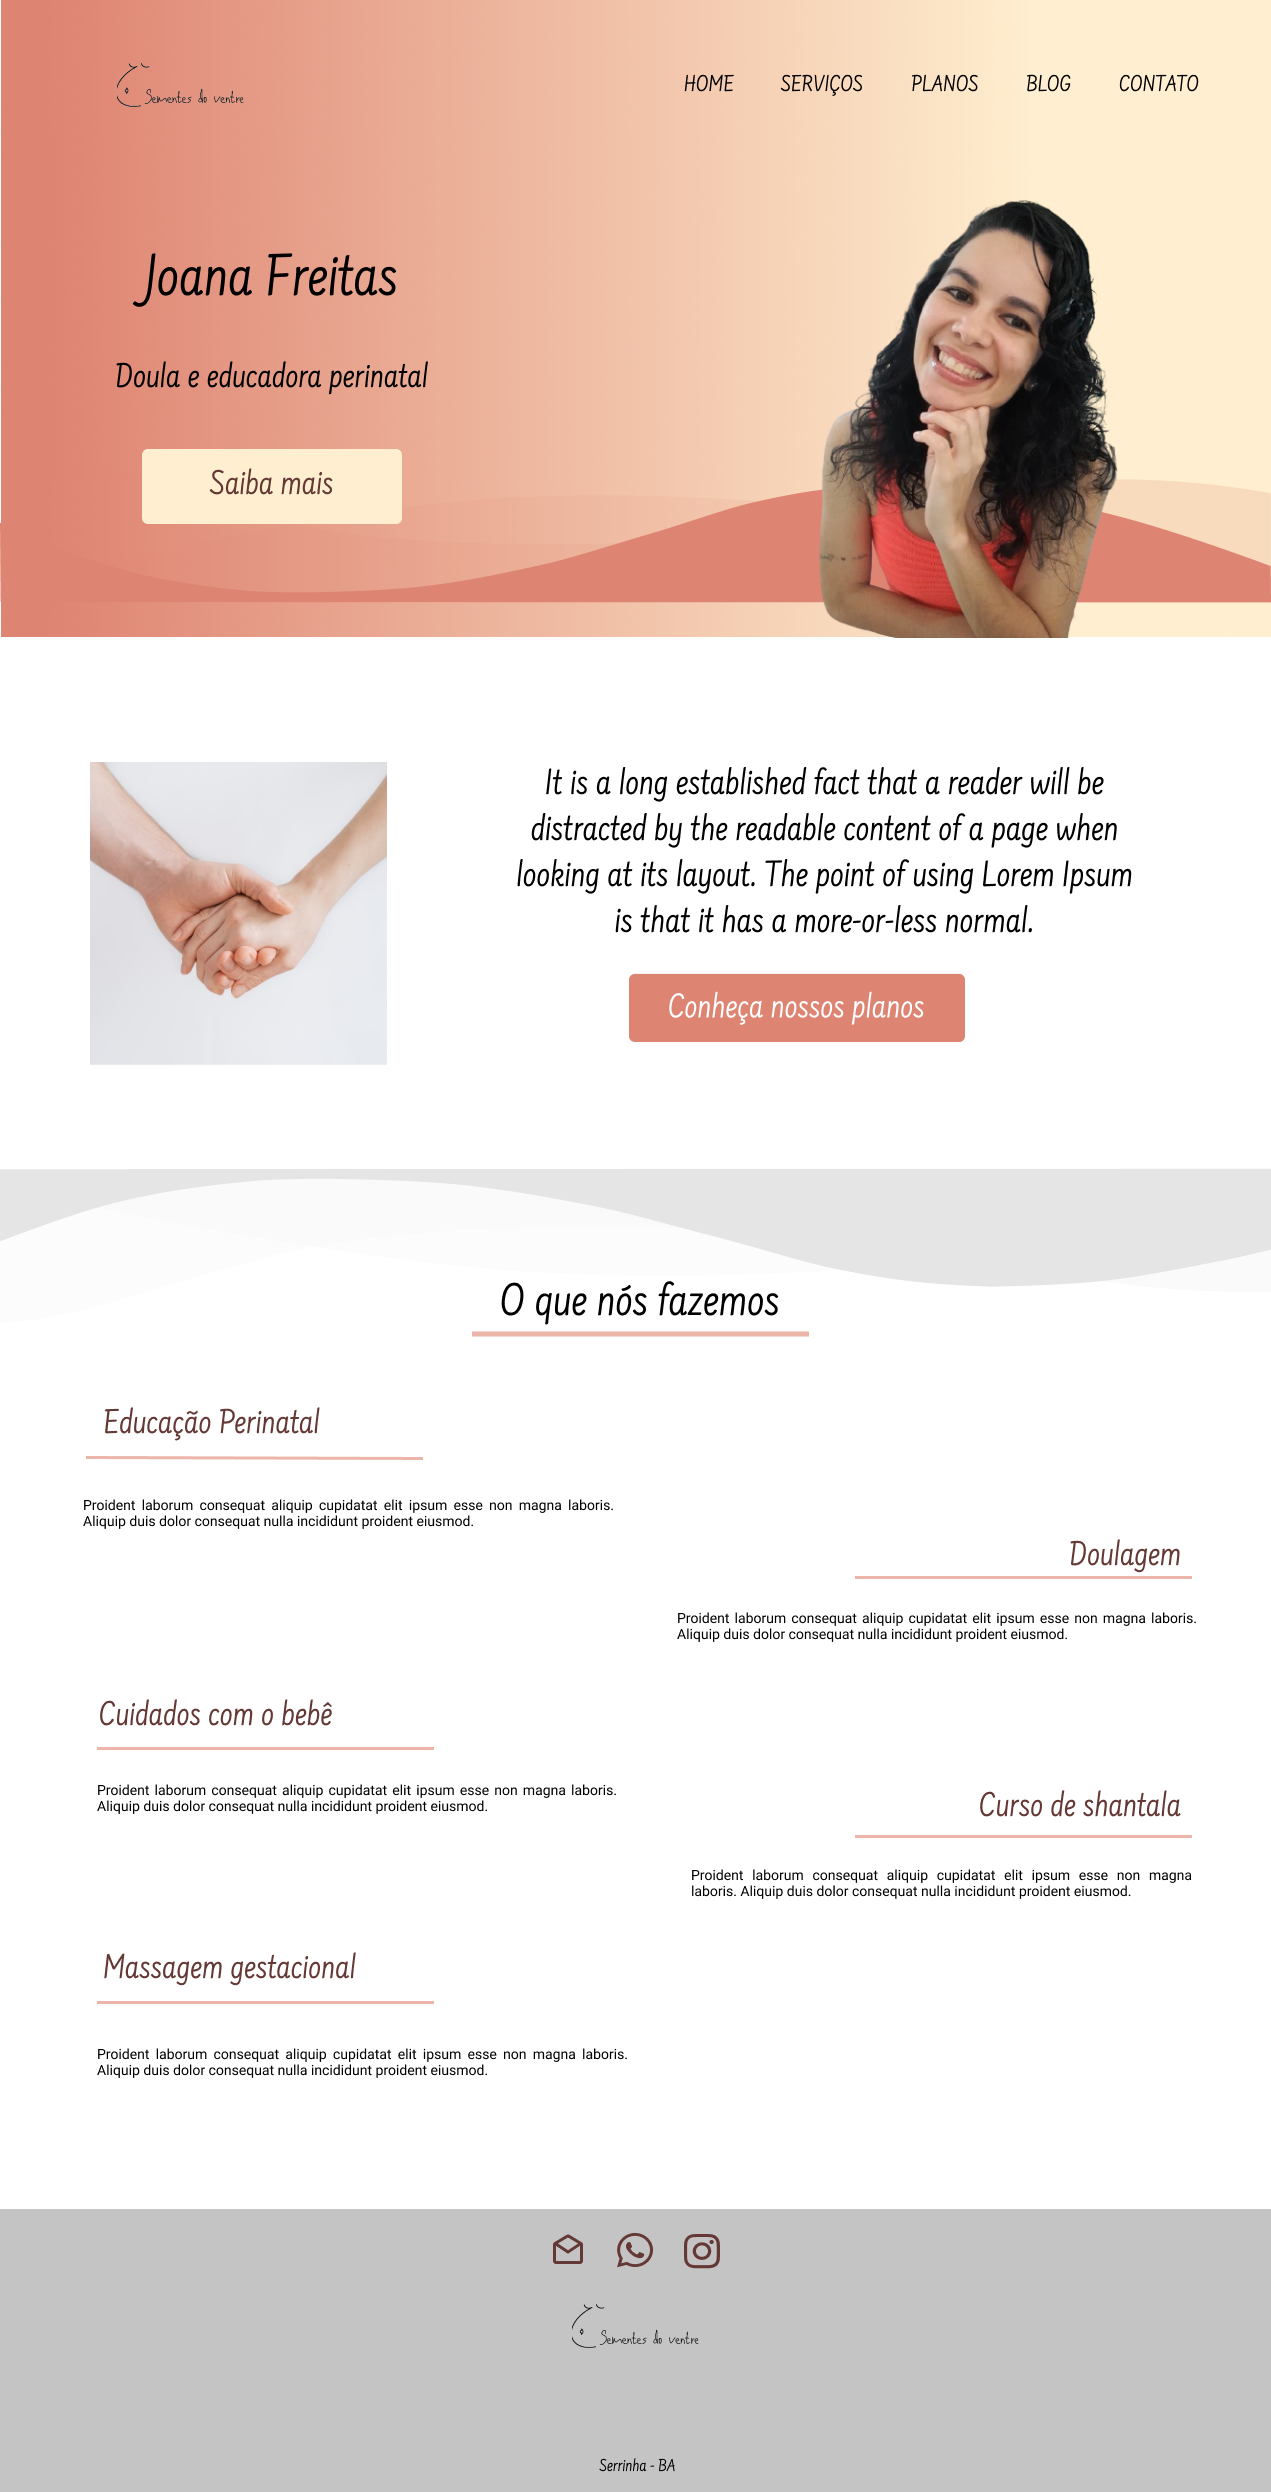 Sementes do ventre
HOME SERVIÇOS PLANOS BLOG CONTATO
Joana Freitas
Doula e educadora perinatal
Saiba mais
It is a long established fact that a reader will be
distracted by the readable content of a page when
looking at its layout. The point of using Lorem Ipsum
is that it has a more-or-less normal.
Conheça nossos planos
O que nós fazemos
Educação Perinatal
Proident laborum consequat aliquip cupidatat elit ipsum esse non magna laboris.
Aliquip duis dolor consequat nulla incididunt proident eiusmod.
Doulagem
Proident laborum consequat aliquip cupidatat elit ipsum esse non magna laboris.
Aliquip duis dolor consequat nulla incididunt proident eiusmod.
Cuidados com o bebê
Proident laborum consequat aliquip cupidatat elit ipsum esse non magna laboris.
Aliquip duis dolor consequat nulla incididunt proident eiusmod.
Curso de shantala
Proident laborum consequat aliquip cupidatat elit ipsum esse non magna
laboris. Aliquip duis dolor consequat nulla incididunt proident eiusmod.
Massagem gestacional
Proident laborum consequat aliquip cupidatat elit ipsum esse non magna laboris.
Aliquip duis dolor consequat nulla incididunt proident eiusmod.
Sementes do ventre
Serrinha - BA